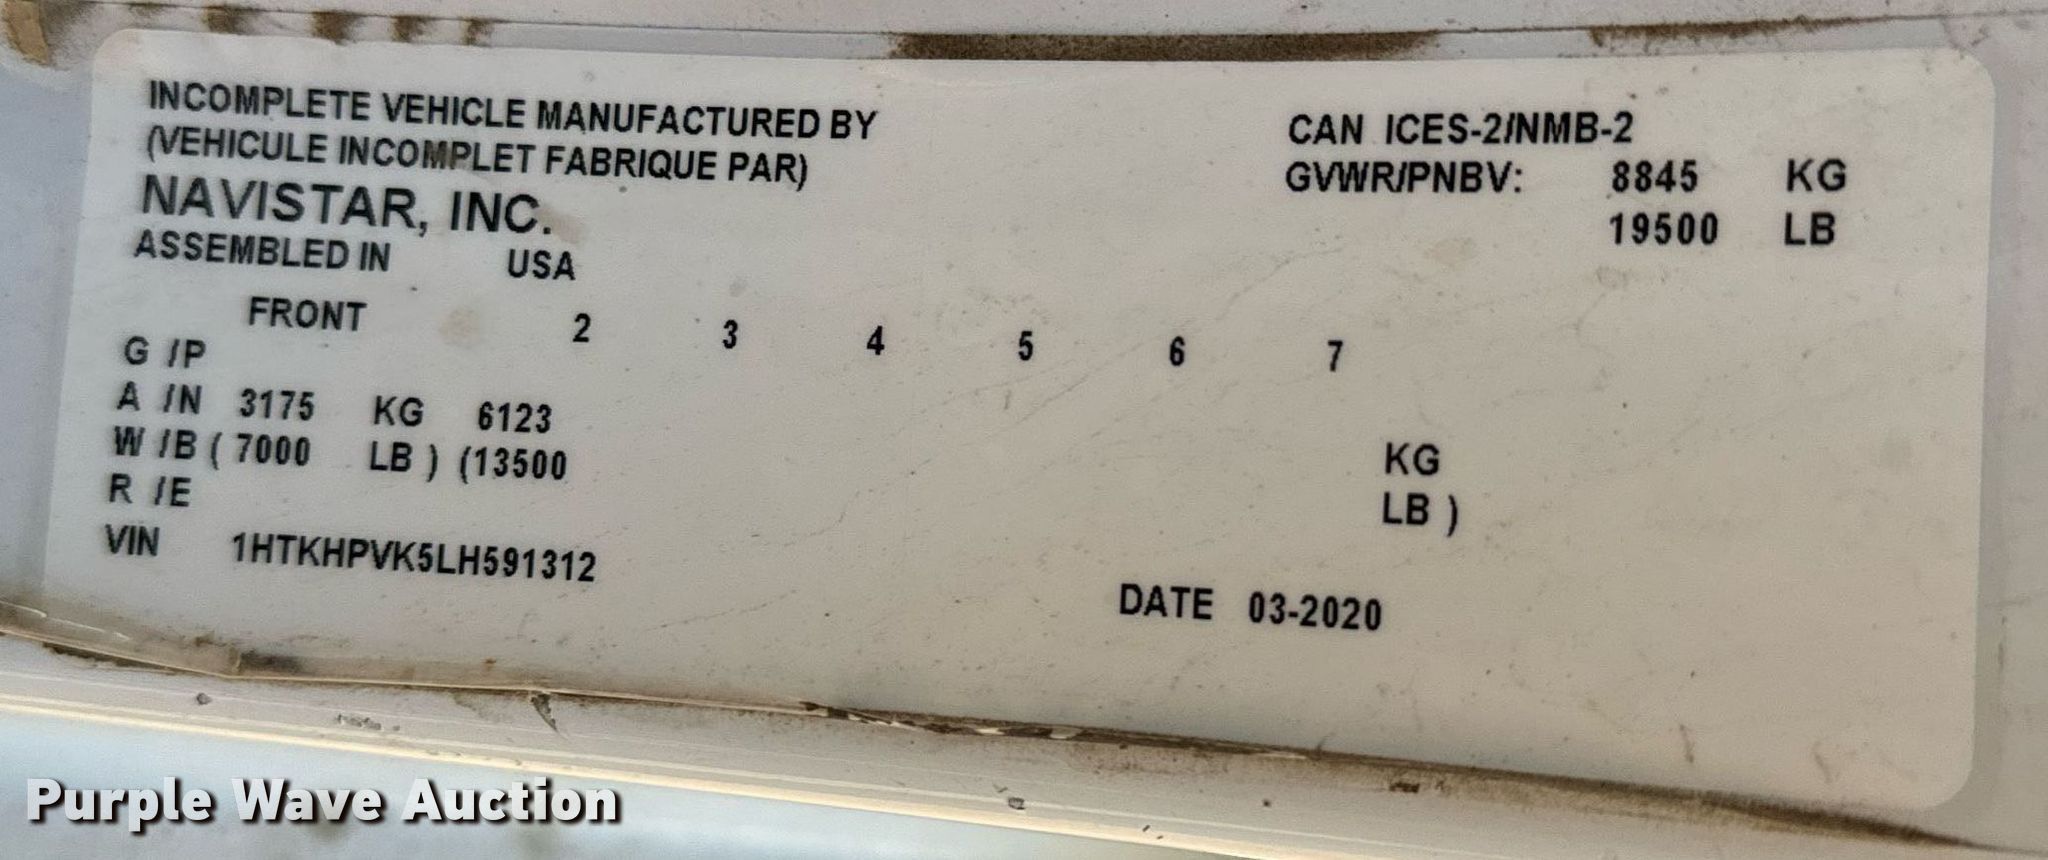 INCOMPLETE VEHICLE MANUFACTURED BY
(VEHICULE INCOMPLET FABRIQUE PAR)
NAVISTAR, INC.
ASSEMBLED IN USA
CAN ICES-2/NMB-2
GVWR/PNBV: 8845 KG
19500 LB
FRONT 2 3 4 5 6 7
G /P
A /N 3175 KG 6123 KG
W /B ( 7000 LB ) (13500 LB )
R /E
VIN 1HTKHPVK5LH591312
DATE 03-2020
Purple Wave Auction